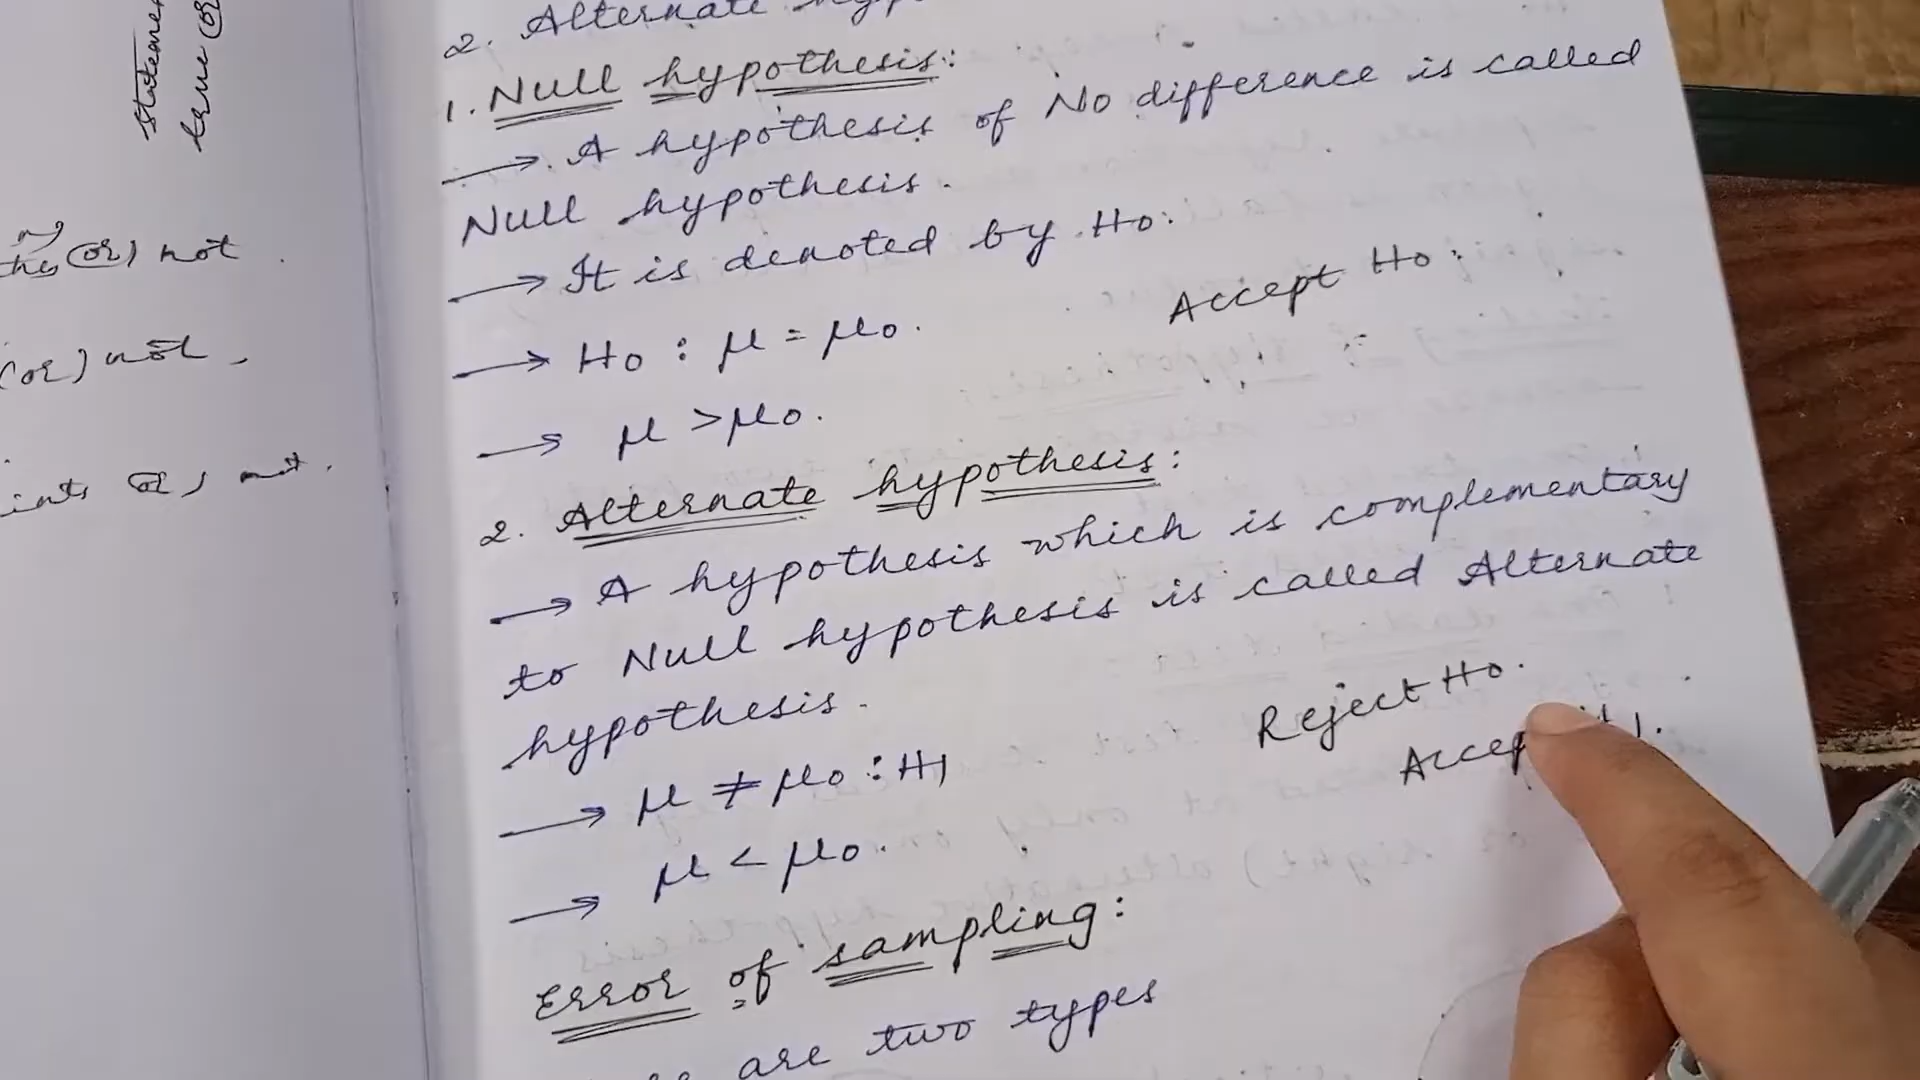 (or) not.
(or) not,
not.
2. Alternate
1. Null hypothesis:
→ A hypothesis of No difference is called
Null hypothesis.
→ It is denoted by Ho:
Accept Ho:
→ Ho : μ = μo.
→ μ > μo.
2. Alternate hypothesis:
→ A hypothesis which is complementary
to Null hypothesis is called Alternate
hypothesis.
Reject Ho.
→ μ ≠ μo : H1
→ μ < μo.
Error of sampling:
are two types